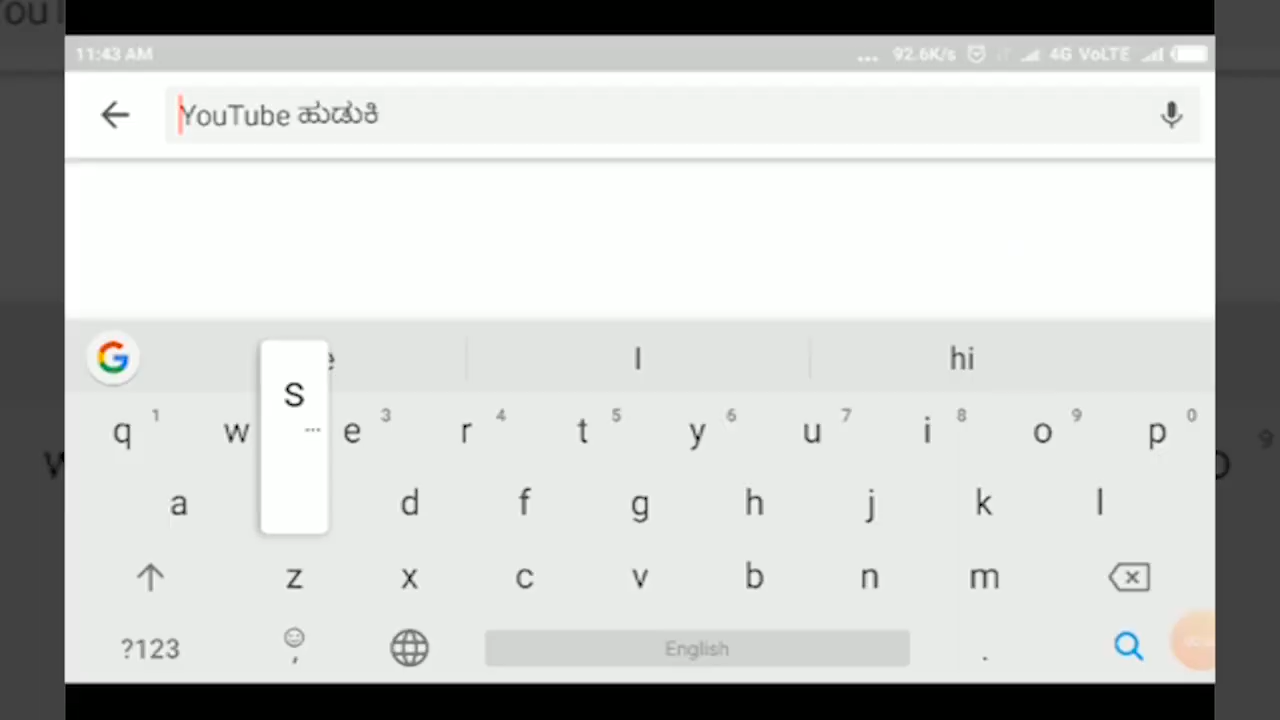 11:43 AM ... 92.6K/s 4G VoLTE
YouTube ಹುಡುಕಿ
I hi
S
q 1 w e 3 r 4 t 5 y 6 u 7 i 8 o 9 p 0
a d f g h j k l
z x c v b n m
?123 , English .